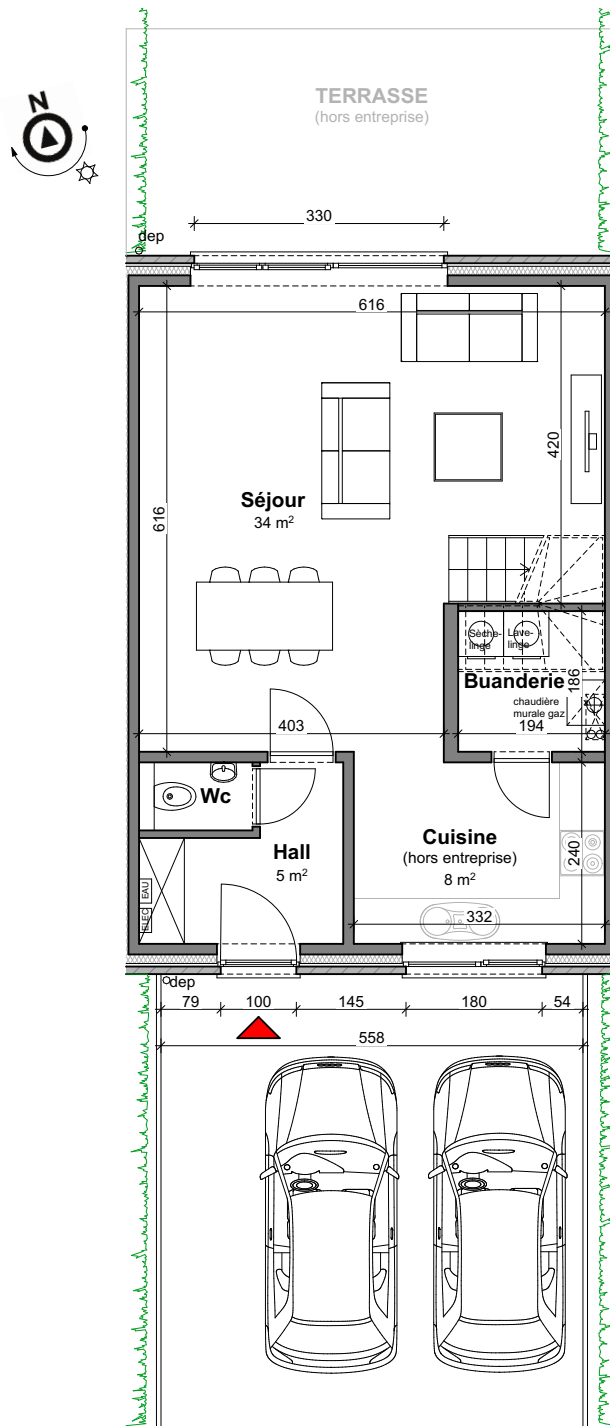 N
TERRASSE
(hors entreprise)
330
dep
616
420
616
Séjour
34 m²
Sèche-
linge
Lave-
linge
Buanderie
186
chaudière
murale gaz
403
194
Wc
Cuisine
(hors entreprise)
8 m²
240
Hall
5 m²
EAU
ELEC
332
dep
79
100
145
180
54
558